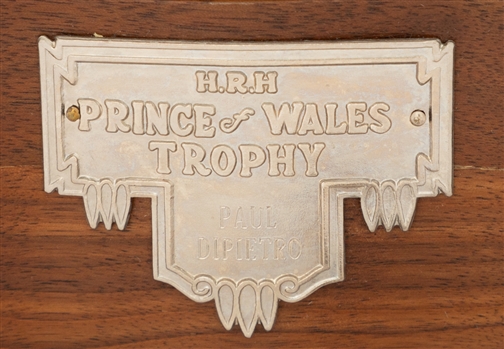 H.R.H
PRINCE of WALES
TROPHY
PAUL
DIPIETRO